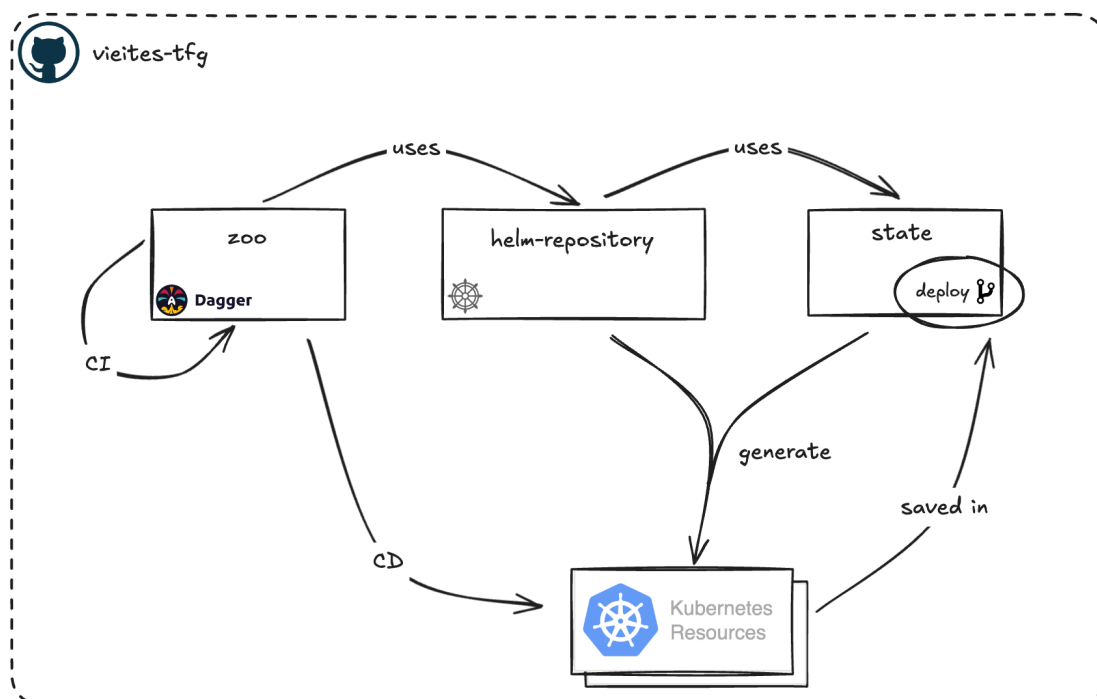 vieites-tfg
uses
uses
zoo
helm-repository
state
Dagger
deploy
CI
generate
saved in
CD
Kubernetes
Resources